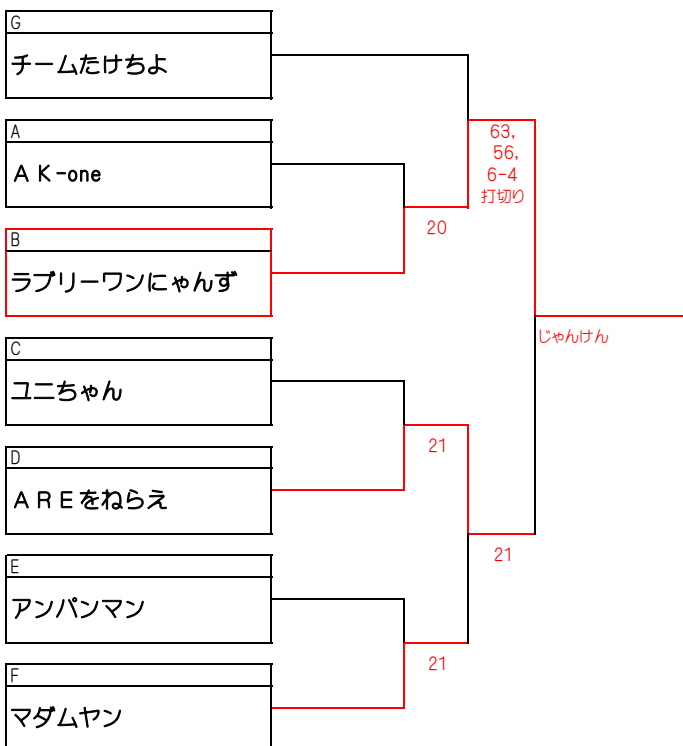 G
チームたけちよ
A
ＡＫ-one
B
ラブリーワンにゃんず
C
ユニちゃん
D
ＡＲＥをねらえ
E
アンパンマン
F
マダムヤン
63,
56,
6-4
打切り
20
じゃんけん
21
21
21